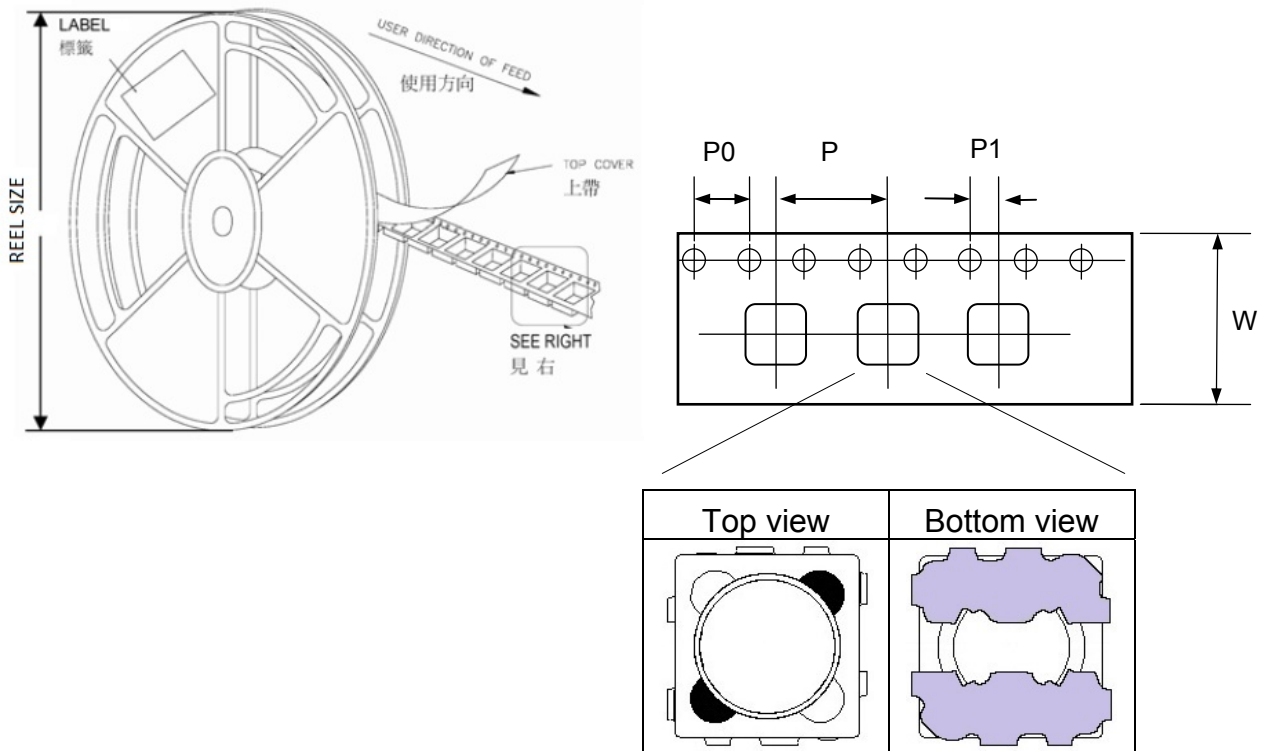 LABEL
標籤
USER DIRECTION OF FEED
使用方向
TOP COVER
上帶
REEL SIZE
SEE RIGHT
見 右
P0 P P1
W
Top view Bottom view